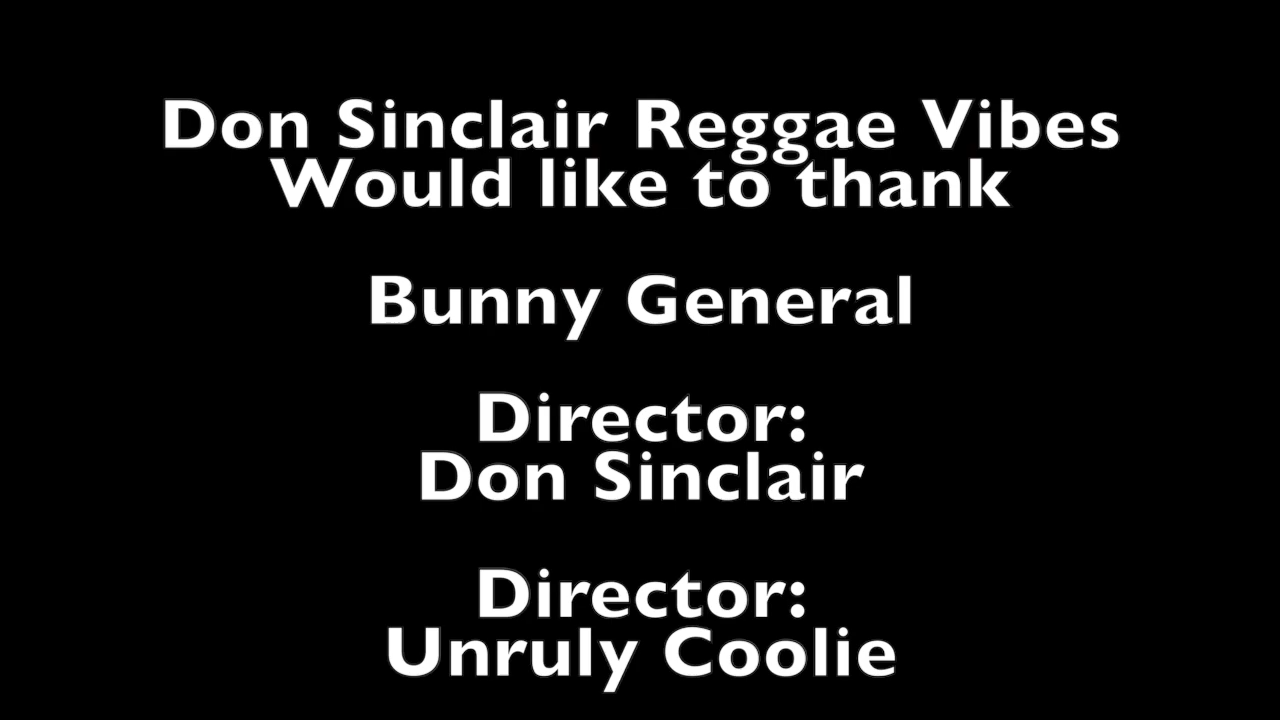 Don Sinclair Reggae Vibes
Would like to thank
Bunny General
Director:
Don Sinclair
Director:
Unruly Coolie